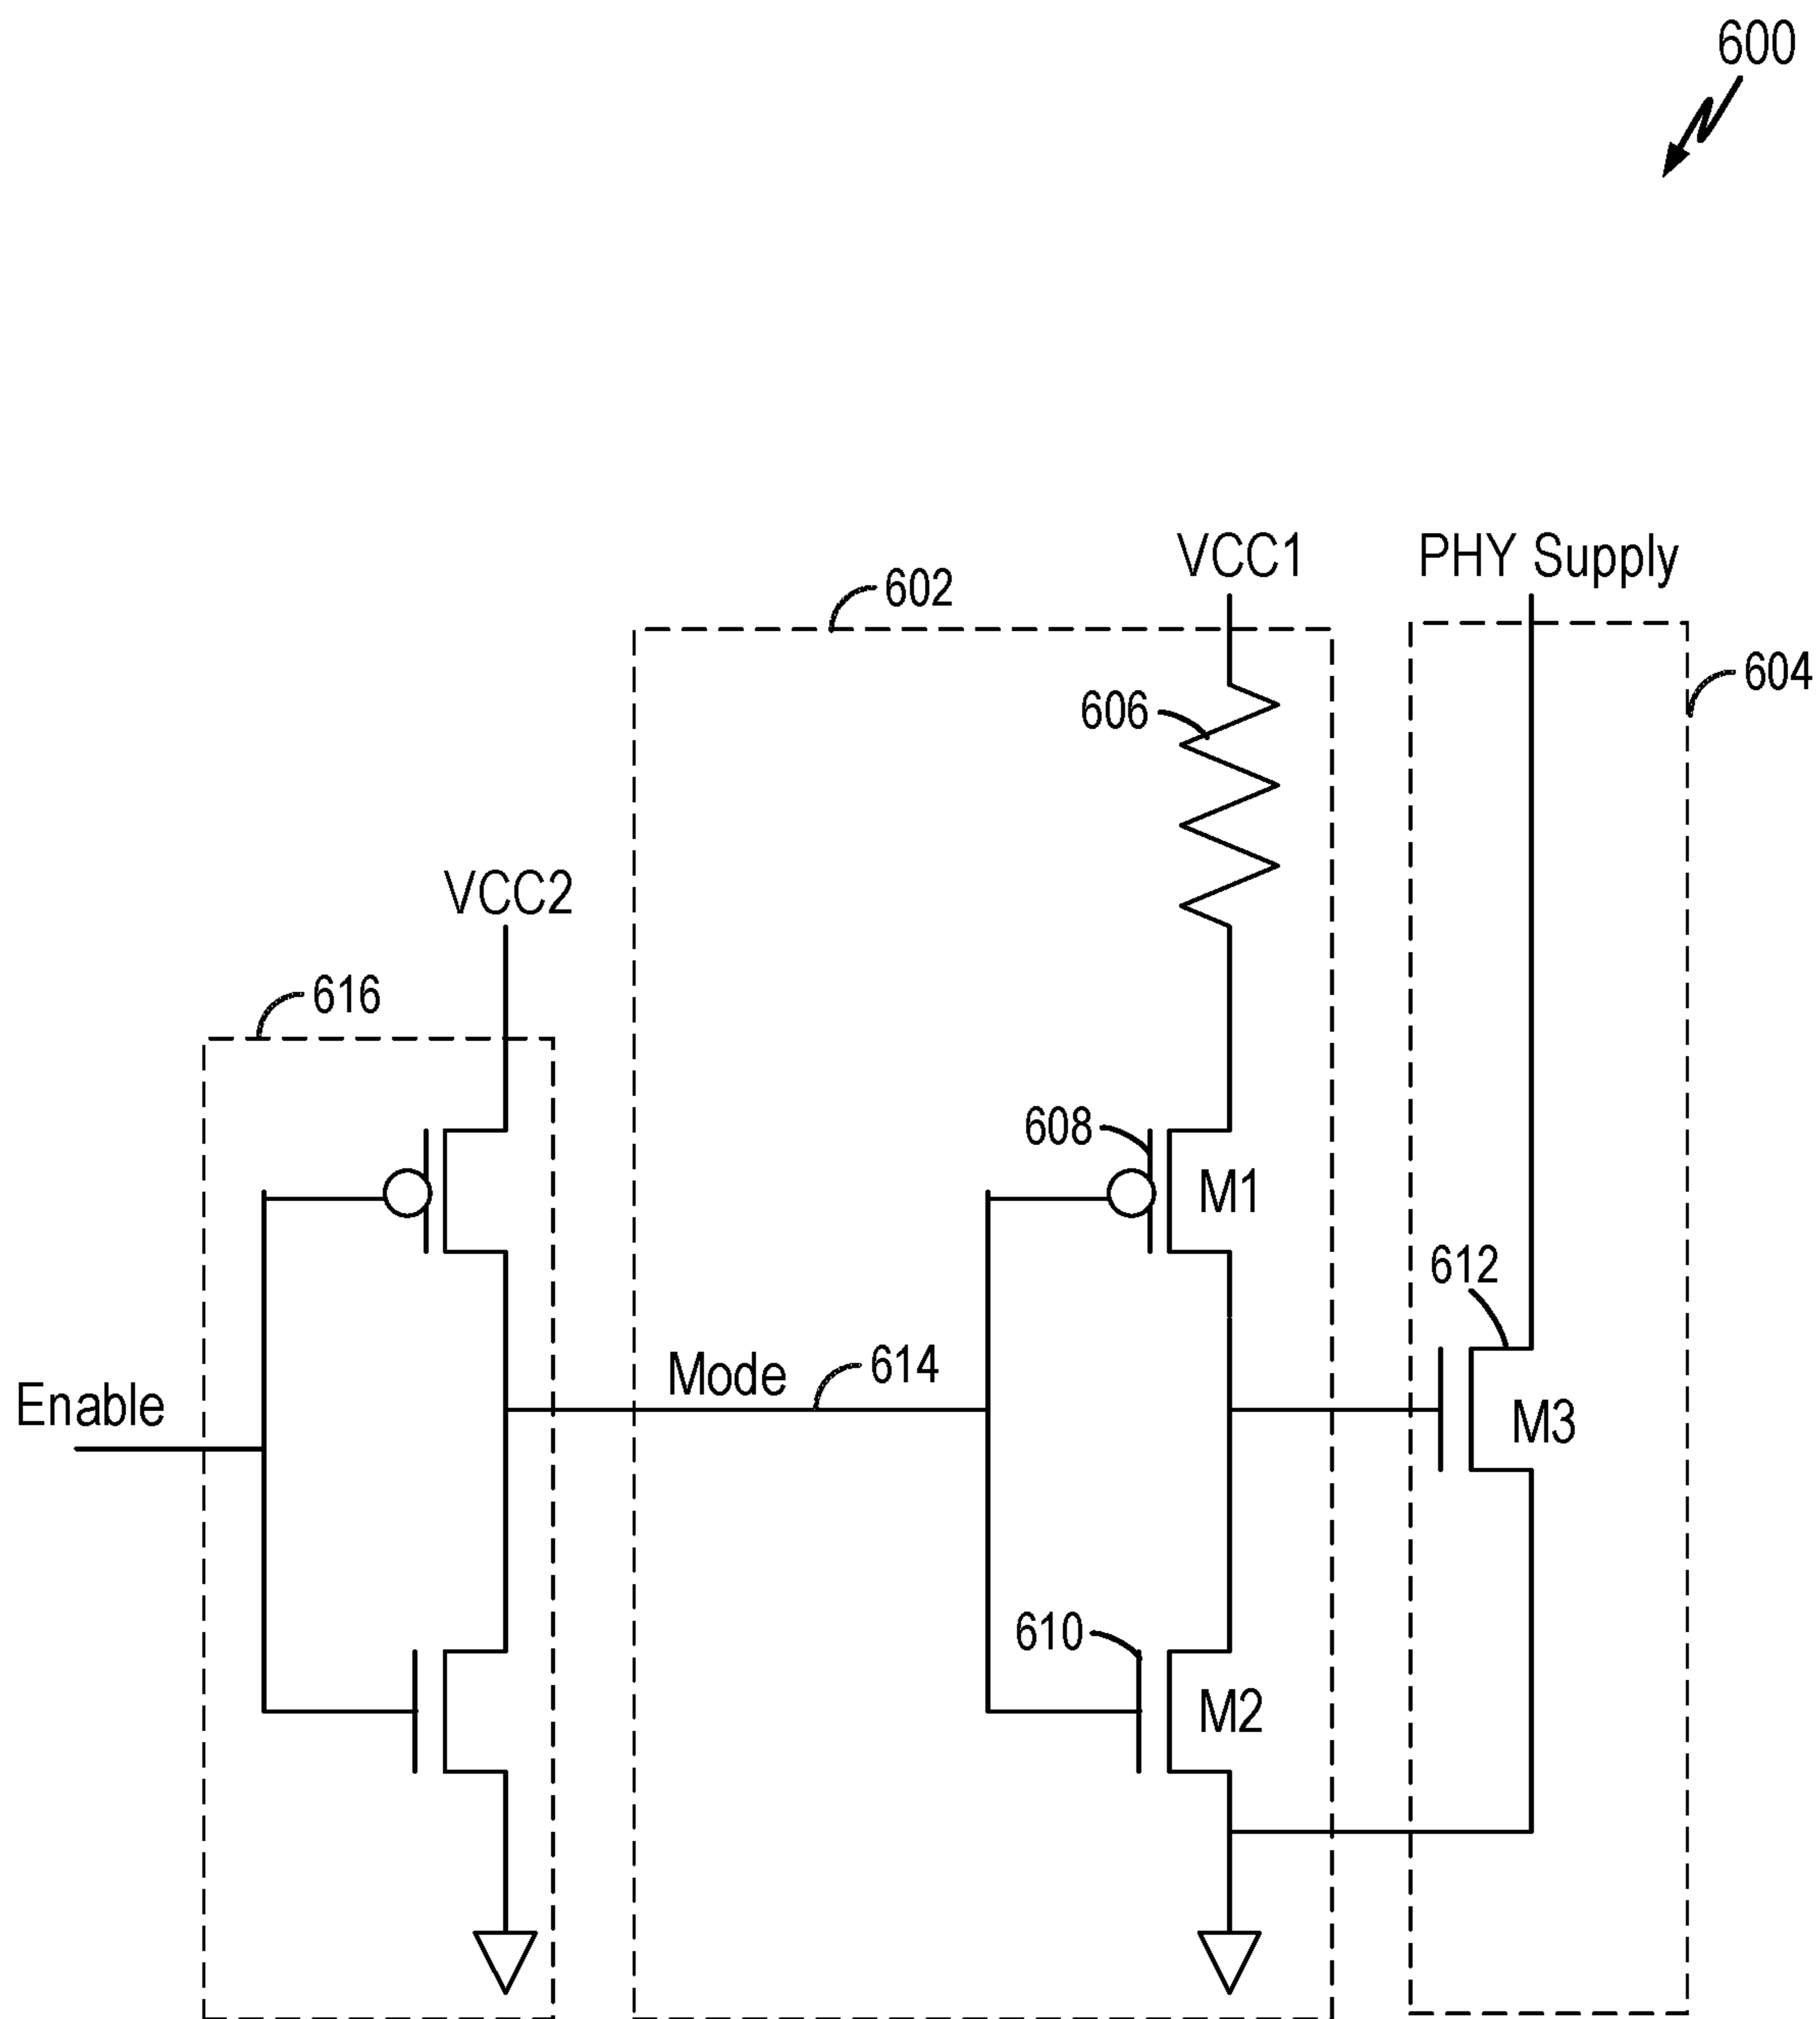 600
VCC1
PHY Supply
602
604
606
VCC2
616
608
M1
612
Mode
614
Enable
M3
610
M2